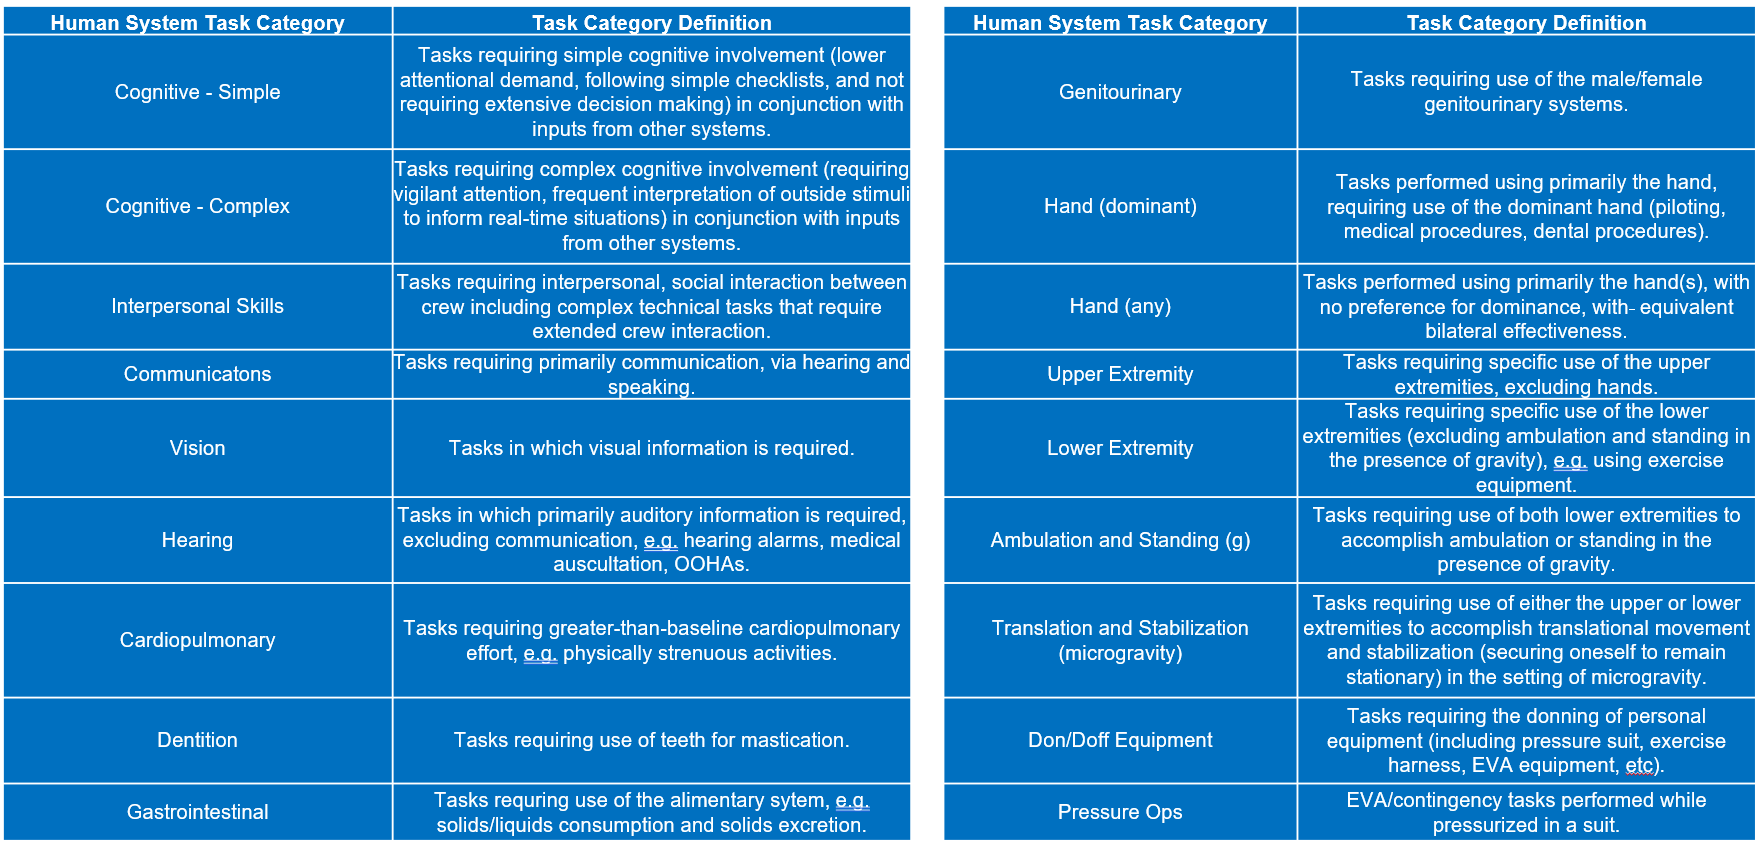 Human System Task Category
Task Category Definition
Cognitive - Simple
Tasks requiring simple cognitive involvement (lower
attentional demand, following simple checklists, and not
requiring extensive decision making) in conjunction with
inputs from other systems.
Cognitive - Complex
Tasks requiring complex cognitive involvement (requiring
vigilant attention, frequent interpretation of outside stimuli
to inform real-time situations) in conjunction with inputs
from other systems.
Interpersonal Skills
Tasks requiring interpersonal, social interaction between
crew including complex technical tasks that require
extended crew interaction.
Communicatons
Tasks requiring primarily communication, via hearing and
speaking.
Vision
Tasks in which visual information is required.
Hearing
Tasks in which primarily auditory information is required,
excluding communication, e.g. hearing alarms, medical
auscultation, OOHAs.
Cardiopulmonary
Tasks requiring greater-than-baseline cardiopulmonary
effort, e.g. physically strenuous activities.
Dentition
Tasks requiring use of teeth for mastication.
Gastrointestinal
Tasks requring use of the alimentary sytem, e.g.
solids/liquids consumption and solids excretion.
Human System Task Category
Task Category Definition
Genitourinary
Tasks requiring use of the male/female
genitourinary systems.
Hand (dominant)
Tasks performed using primarily the hand,
requiring use of the dominant hand (piloting,
medical procedures, dental procedures).
Hand (any)
Tasks performed using primarily the hand(s), with
no preference for dominance, with- equivalent
bilateral effectiveness.
Upper Extremity
Tasks requiring specific use of the upper
extremities, excluding hands.
Lower Extremity
Tasks requiring specific use of the lower
extremities (excluding ambulation and standing in
the presence of gravity), e.g. using exercise
equipment.
Ambulation and Standing (g)
Tasks requiring use of both lower extremities to
accomplish ambulation or standing in the
presence of gravity.
Translation and Stabilization
(microgravity)
Tasks requiring use of either the upper or lower
extremities to accomplish translational movement
and stabilization (securing oneself to remain
stationary) in the setting of microgravity.
Don/Doff Equipment
Tasks requiring the donning of personal
equipment (including pressure suit, exercise
harness, EVA equipment, etc).
Pressure Ops
EVA/contingency tasks performed while
pressurized in a suit.